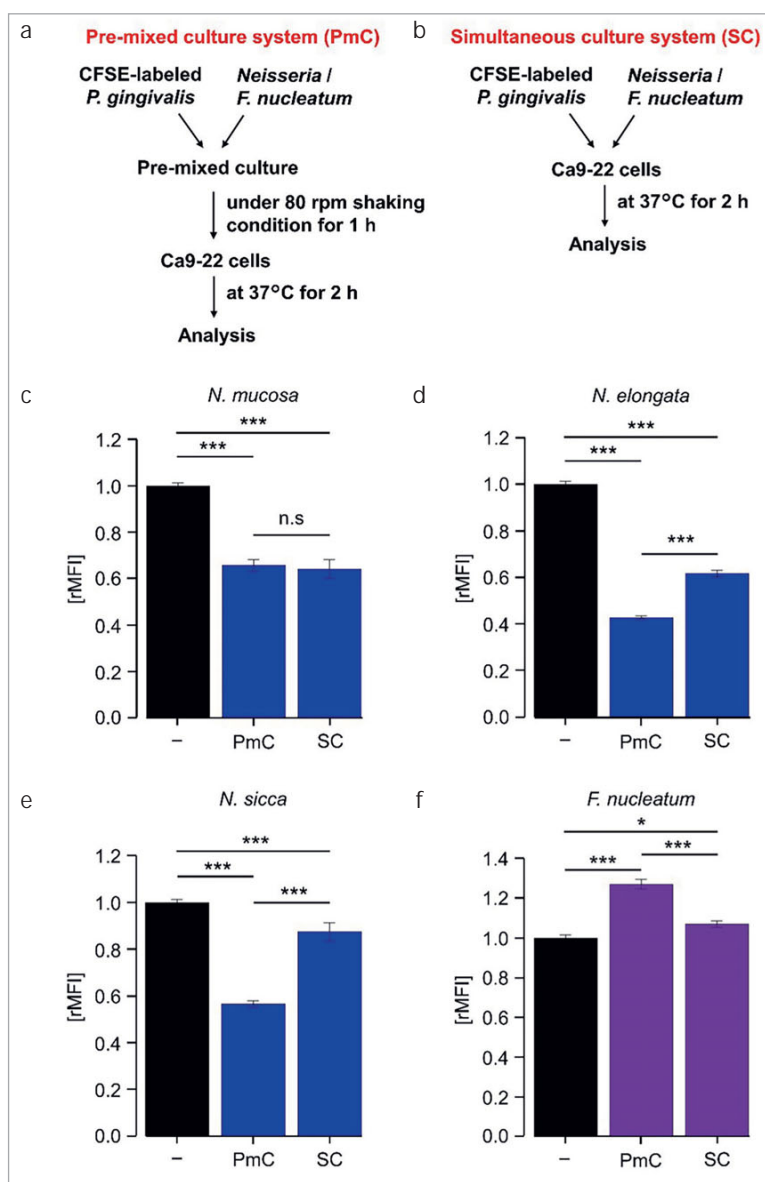 a
Pre-mixed culture system (PmC)
CFSE-labeled
P. gingivalis
Neisseria /
F. nucleatum
Pre-mixed culture
under 80 rpm shaking
condition for 1 h
Ca9-22 cells
at 37°C for 2 h
Analysis
b
Simultaneous culture system (SC)
CFSE-labeled
P. gingivalis
Neisseria /
F. nucleatum
Ca9-22 cells
at 37°C for 2 h
Analysis
c
N. mucosa
***
***
n.s
[rMFI]
1.2
1.0
0.8
0.6
0.4
0.2
0.0
–
PmC
SC
d
N. elongata
***
***
***
[rMFI]
1.2
1.0
0.8
0.6
0.4
0.2
0.0
–
PmC
SC
e
N. sicca
***
***
***
[rMFI]
1.2
1.0
0.8
0.6
0.4
0.2
0.0
–
PmC
SC
f
F. nucleatum
*
***
***
[rMFI]
1.4
1.2
1.0
0.8
0.6
0.4
0.2
0.0
–
PmC
SC